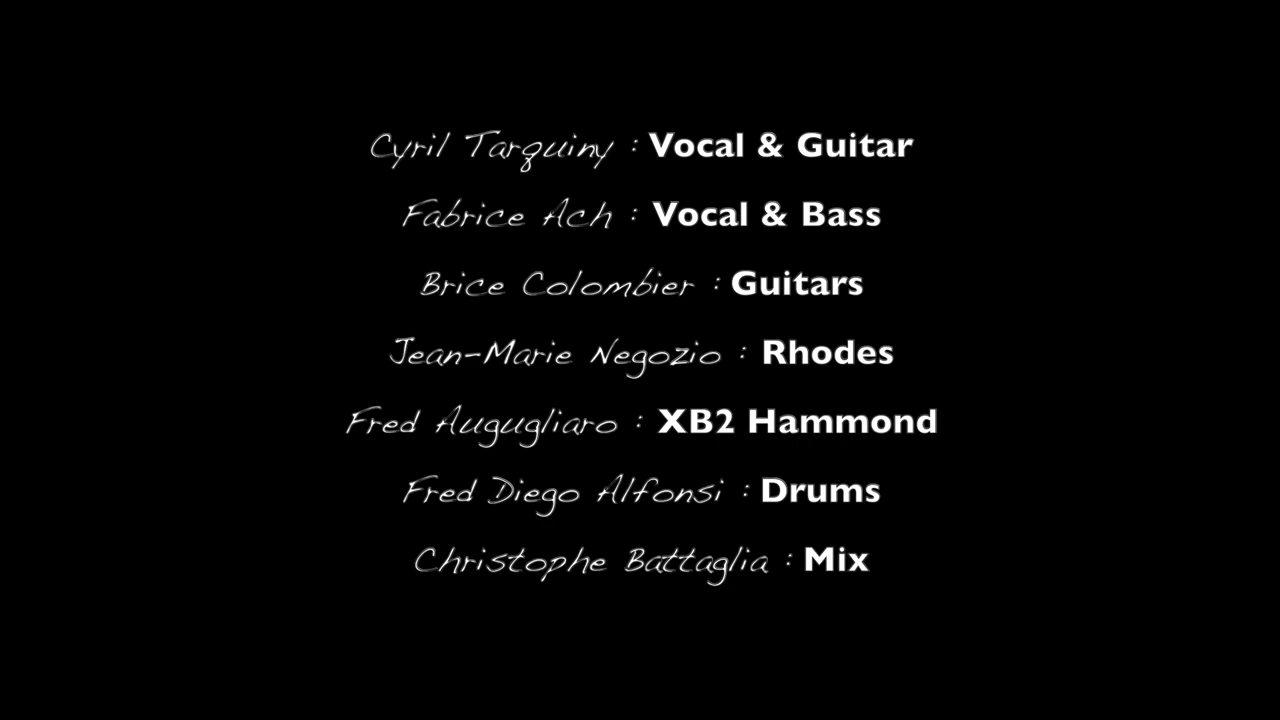 Cyril Tarquiny : Vocal & Guitar
Fabrice Ach : Vocal & Bass
Brice Colombier : Guitars
Jean-Marie Negozio : Rhodes
Fred Augugliaro : XB2 Hammond
Fred Diego Alfonsi : Drums
Christophe Battaglia : Mix